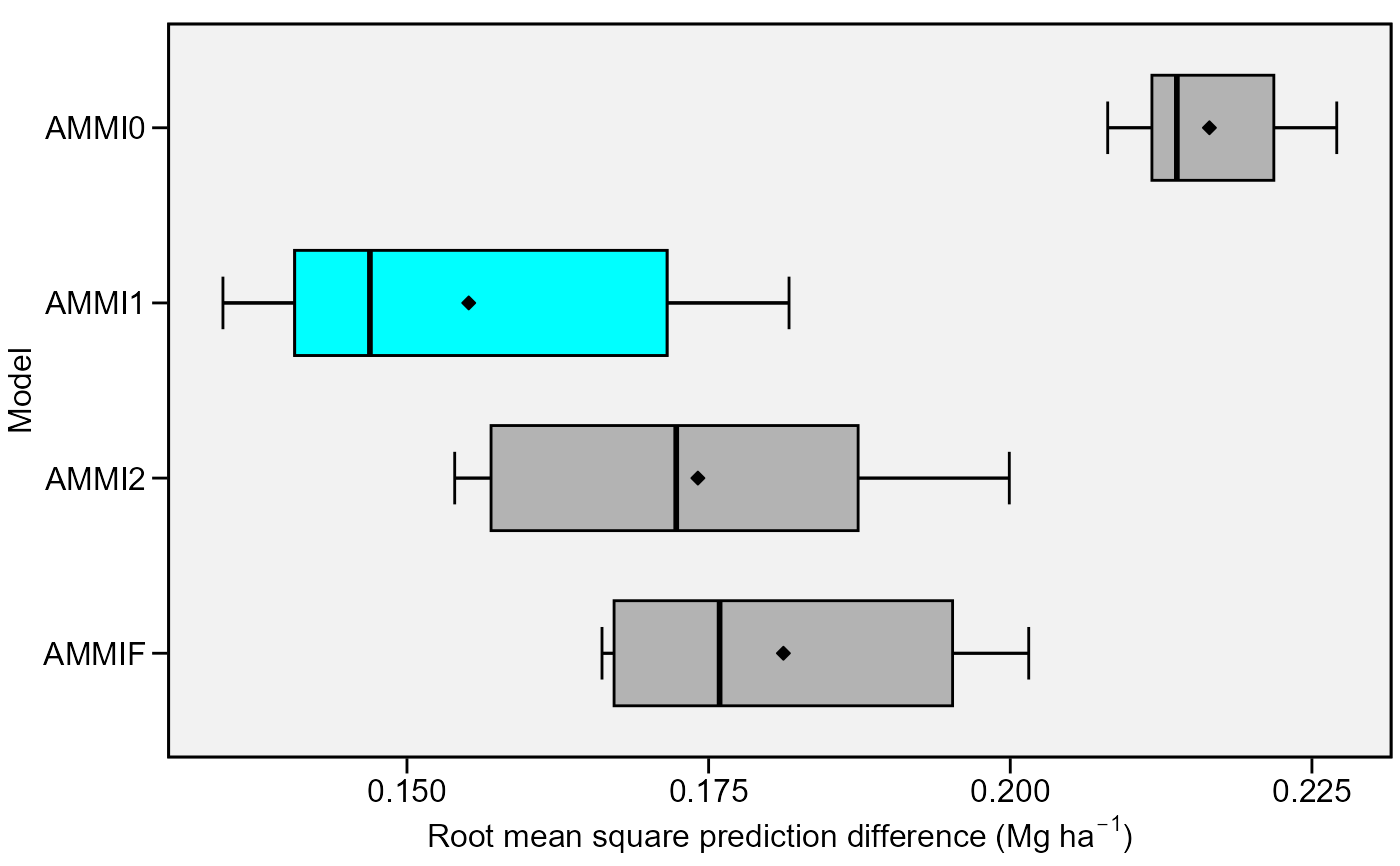 AMMI0
AMMI1
AMMI2
AMMIF
Model
0.150 0.175 0.200 0.225
Root mean square prediction difference (Mg ha⁻¹)